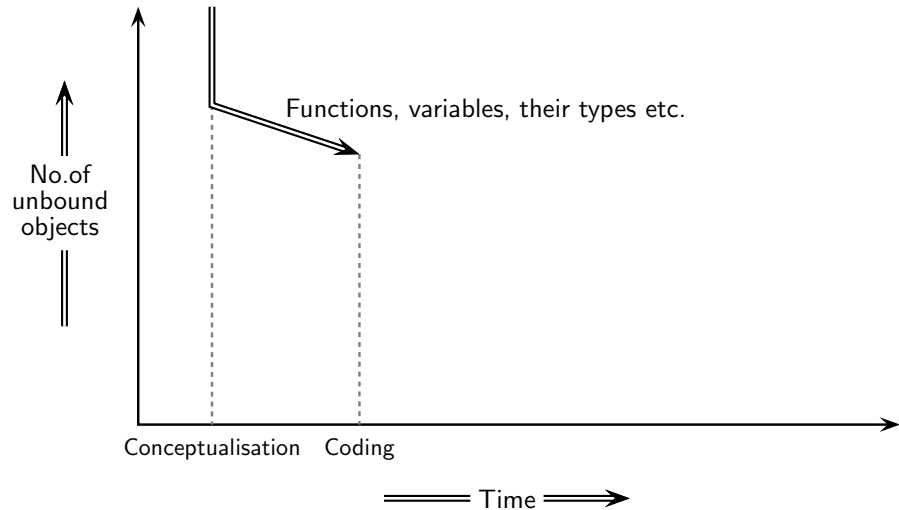 Functions, variables, their types etc.
No.of
unbound
objects
Conceptualisation
Coding
Time